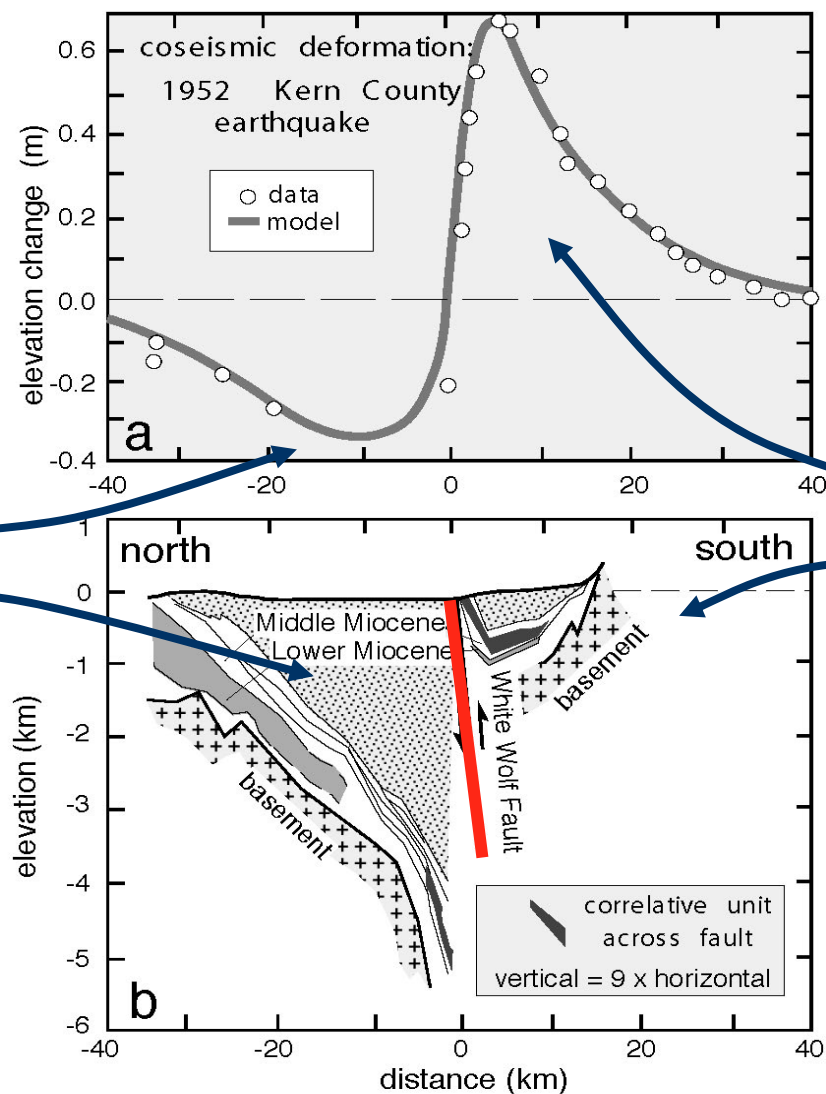 coseismic deformation:
1952 Kern County
earthquake
data
model
elevation change (m)
0.6
0.4
0.2
0.0
-0.2
-0.4
a
-40
-20
0
20
40
1
north
south
0
Middle Miocene
Lower Miocene
-1
-2
-3
-4
-5
-6
elevation (km)
basement
basement
White Wolf Fault
correlative unit
across fault
vertical = 9 x horizontal
b
-40
-20
0
20
40
distance (km)